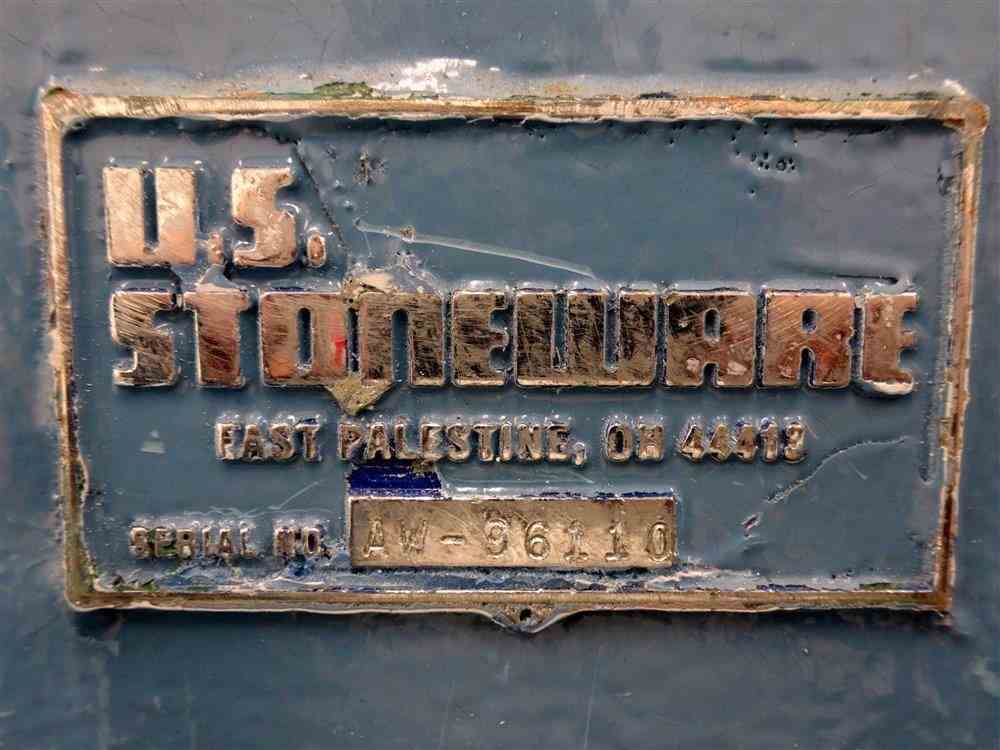 U.S.
STONEWARE
EAST PALESTINE, OH 44413
SERIAL NO. AW-96110